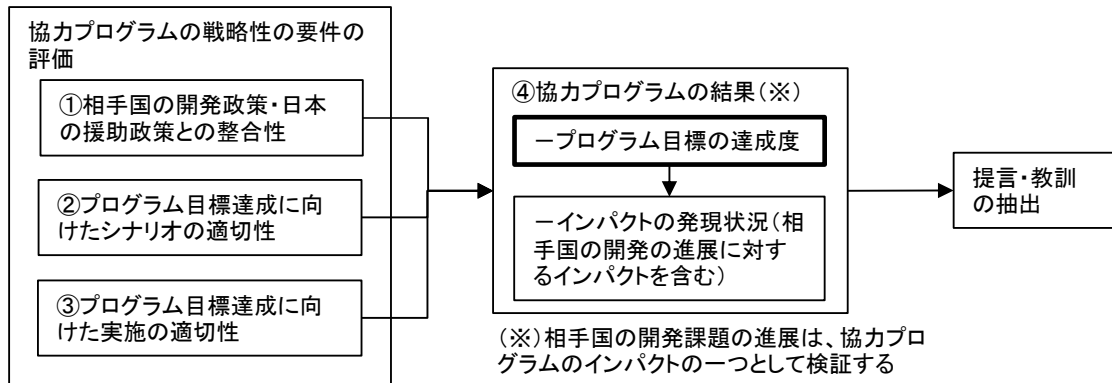 協力プログラムの戦略性の要件の
評価
①相手国の開発政策・日本
の援助政策との整合性
②プログラム目標達成に向
けたシナリオの適切性
③プログラム目標達成に向
けた実施の適切性
④協力プログラムの結果(※)
－プログラム目標の達成度
－インパクトの発現状況(相
手国の開発の進展に対す
るインパクトを含む)
(※)相手国の開発課題の進展は、協力プロ
グラムのインパクトの一つとして検証する
提言・教訓
の抽出